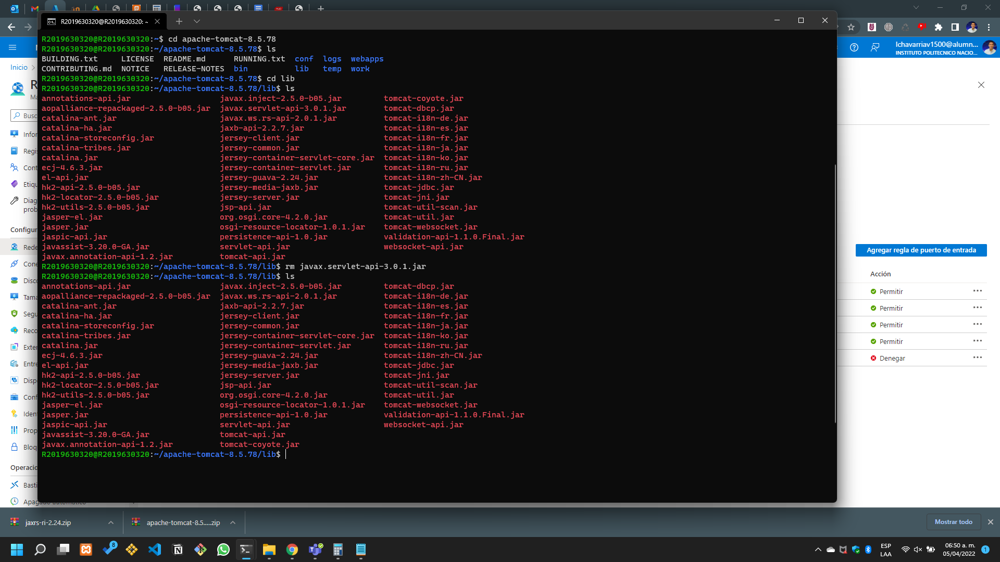 R2019630320@R2019630320: ~
R2019630320@R2019630320:~$ cd apache-tomcat-8.5.78
R2019630320@R2019630320:~/apache-tomcat-8.5.78$ ls
BUILDING.txt LICENSE README.md RUNNING.txt conf logs webapps
CONTRIBUTING.md NOTICE RELEASE-NOTES bin lib temp work
R2019630320@R2019630320:~/apache-tomcat-8.5.78$ cd lib
R2019630320@R2019630320:~/apache-tomcat-8.5.78/lib$ ls
annotations-api.jar javax.inject-2.5.0-b05.jar tomcat-coyote.jar
aopalliance-repackaged-2.5.0-b05.jar javax.servlet-api-3.0.1.jar tomcat-dbcp.jar
catalina-ant.jar javax.ws.rs-api-2.0.1.jar tomcat-i18n-de.jar
catalina-ha.jar jaxb-api-2.2.7.jar tomcat-i18n-es.jar
catalina-storeconfig.jar jersey-client.jar tomcat-i18n-fr.jar
catalina-tribes.jar jersey-common.jar tomcat-i18n-ja.jar
catalina.jar jersey-container-servlet-core.jar tomcat-i18n-ko.jar
ecj-4.6.3.jar jersey-container-servlet.jar tomcat-i18n-ru.jar
el-api.jar jersey-guava-2.24.jar tomcat-i18n-zh-CN.jar
hk2-api-2.5.0-b05.jar jersey-media-jaxb.jar tomcat-jdbc.jar
hk2-locator-2.5.0-b05.jar jersey-server.jar tomcat-jni.jar
hk2-utils-2.5.0-b05.jar jsp-api.jar tomcat-util-scan.jar
jasper-el.jar org.osgi.core-4.2.0.jar tomcat-util.jar
jasper.jar osgi-resource-locator-1.0.1.jar tomcat-websocket.jar
jaspic-api.jar persistence-api-1.0.jar validation-api-1.1.0.Final.jar
javassist-3.20.0-GA.jar servlet-api.jar websocket-api.jar
javax.annotation-api-1.2.jar tomcat-api.jar
R2019630320@R2019630320:~/apache-tomcat-8.5.78/lib$ rm javax.servlet-api-3.0.1.jar
R2019630320@R2019630320:~/apache-tomcat-8.5.78/lib$ ls
annotations-api.jar javax.inject-2.5.0-b05.jar tomcat-dbcp.jar
aopalliance-repackaged-2.5.0-b05.jar javax.ws.rs-api-2.0.1.jar tomcat-i18n-de.jar
catalina-ant.jar jaxb-api-2.2.7.jar tomcat-i18n-es.jar
catalina-ha.jar jersey-client.jar tomcat-i18n-fr.jar
catalina-storeconfig.jar jersey-common.jar tomcat-i18n-ja.jar
catalina-tribes.jar jersey-container-servlet-core.jar tomcat-i18n-ko.jar
catalina.jar jersey-container-servlet.jar tomcat-i18n-ru.jar
ecj-4.6.3.jar jersey-guava-2.24.jar tomcat-i18n-zh-CN.jar
el-api.jar jersey-media-jaxb.jar tomcat-jdbc.jar
hk2-api-2.5.0-b05.jar jersey-server.jar tomcat-jni.jar
hk2-locator-2.5.0-b05.jar jsp-api.jar tomcat-util-scan.jar
hk2-utils-2.5.0-b05.jar org.osgi.core-4.2.0.jar tomcat-util.jar
jasper-el.jar osgi-resource-locator-1.0.1.jar tomcat-websocket.jar
jasper.jar persistence-api-1.0.jar validation-api-1.1.0.Final.jar
jaspic-api.jar servlet-api.jar websocket-api.jar
javassist-3.20.0-GA.jar tomcat-api.jar
javax.annotation-api-1.2.jar tomcat-coyote.jar
R2019630320@R2019630320:~/apache-tomcat-8.5.78/lib$
lchavarriav1500@alumn...
INSTITUTO POLITECNICO NACIO...
Inicio
R
Ma
Busc
Infor
Regi
Cont
Etiqu
Diag
prob
Configur
Rede
Cone
Disco
Tama
Segu
Reco
Exten
Entre
Dispo
Conf
Iden
Prop
Bloq
Operacio
Basti
Apagado automático
Agregar regla de puerto de entrada
Acción
Permitir
Permitir
Permitir
Permitir
Denegar
jaxrs-ri-2.24.zip
apache-tomcat-8.5.....zip
Mostrar todo
8
ESP
LAA
06:50 a. m.
05/04/2022
1